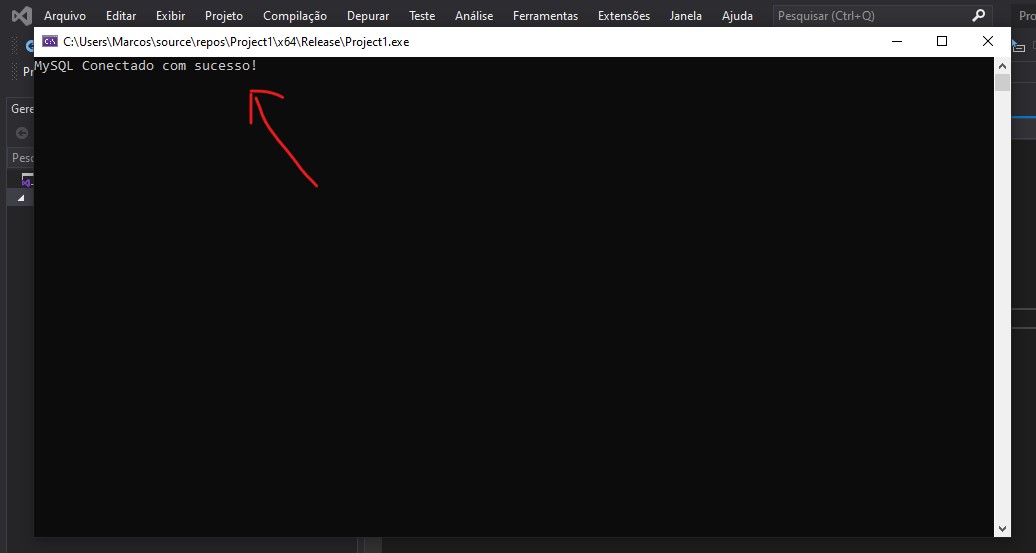 Arquivo Editar Exibir Projeto Compilação Depurar Teste Análise Ferramentas Extensões Janela Ajuda Pesquisar (Ctrl+Q) Pro
C:\Users\Marcos\source\repos\Project1\x64\Release\Project1.exe
Pr
MySQL Conectado com sucesso!
Gere
Pesc